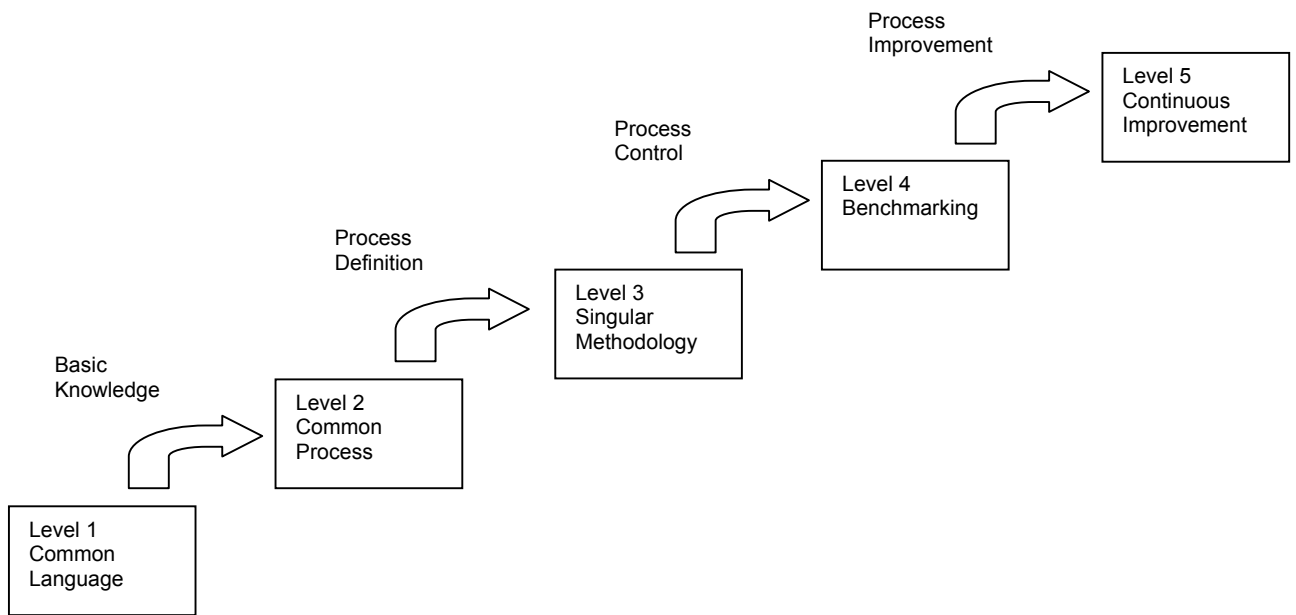 Process
Improvement
Level 5
Continuous
Improvement
Process
Control
Level 4
Benchmarking
Process
Definition
Level 3
Singular
Methodology
Basic
Knowledge
Level 2
Common
Process
Level 1
Common
Language